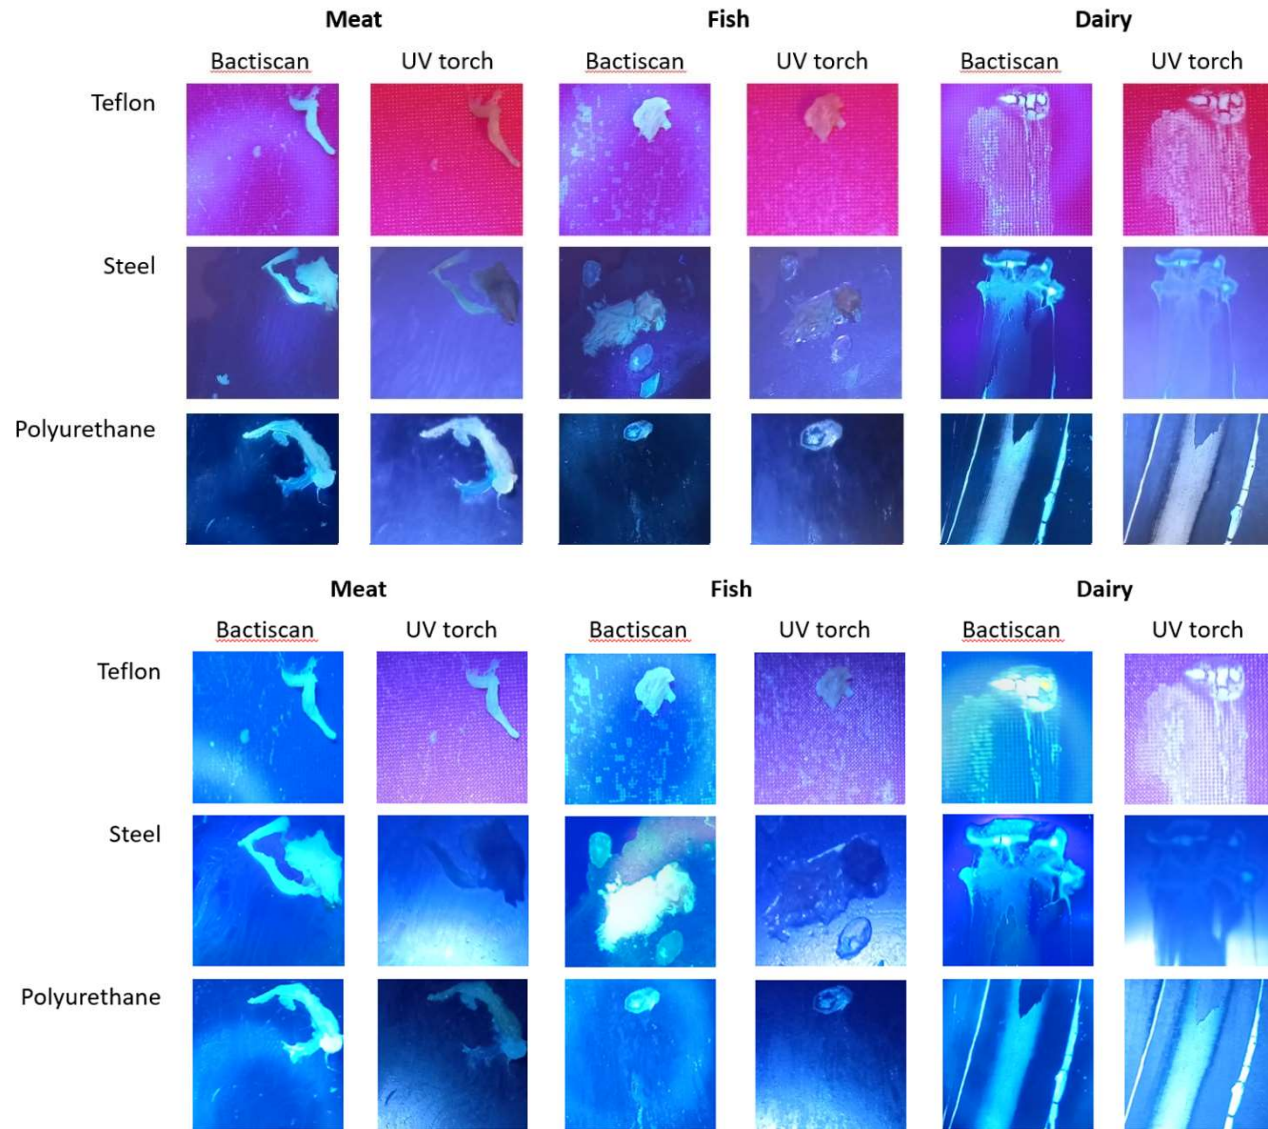 Meat Fish Dairy
Bactiscan UV torch Bactiscan UV torch Bactiscan UV torch
Teflon
Steel
Polyurethane
Meat Fish Dairy
Bactiscan UV torch Bactiscan UV torch Bactiscan UV torch
Teflon
Steel
Polyurethane